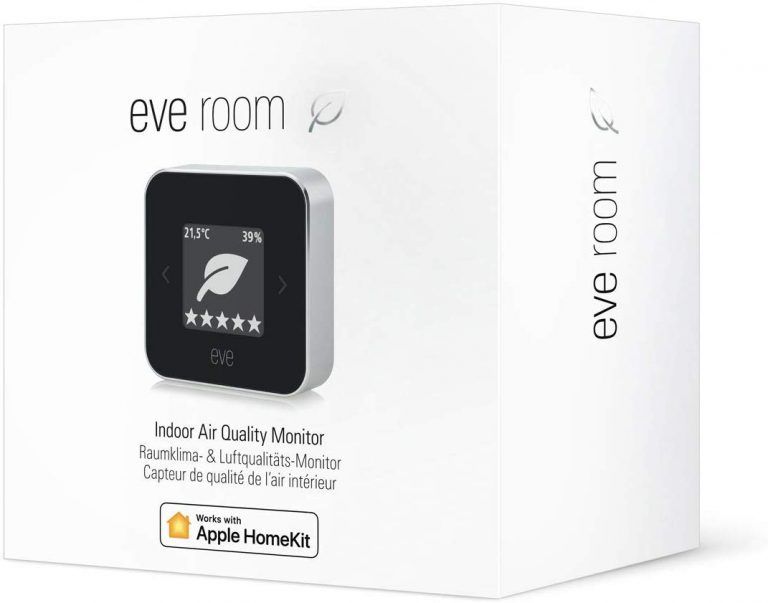 eve room
21,5°C 39%
eve
Indoor Air Quality Monitor
Raumklima- & Luftqualitäts-Monitor
Capteur de qualité de l'air intérieur
Works with
Apple HomeKit
eve room